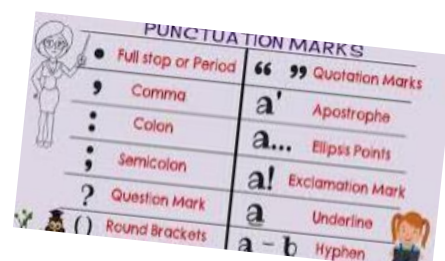 PUNCTUATION MARKS
. Full stop or Period
, Comma
: Colon
; Semicolon
? Question Mark
() Round Brackets
“ ” Quotation Marks
a' Apostrophe
a... Ellipsis Points
a! Exclamation Mark
a Underline
a - b Hyphen